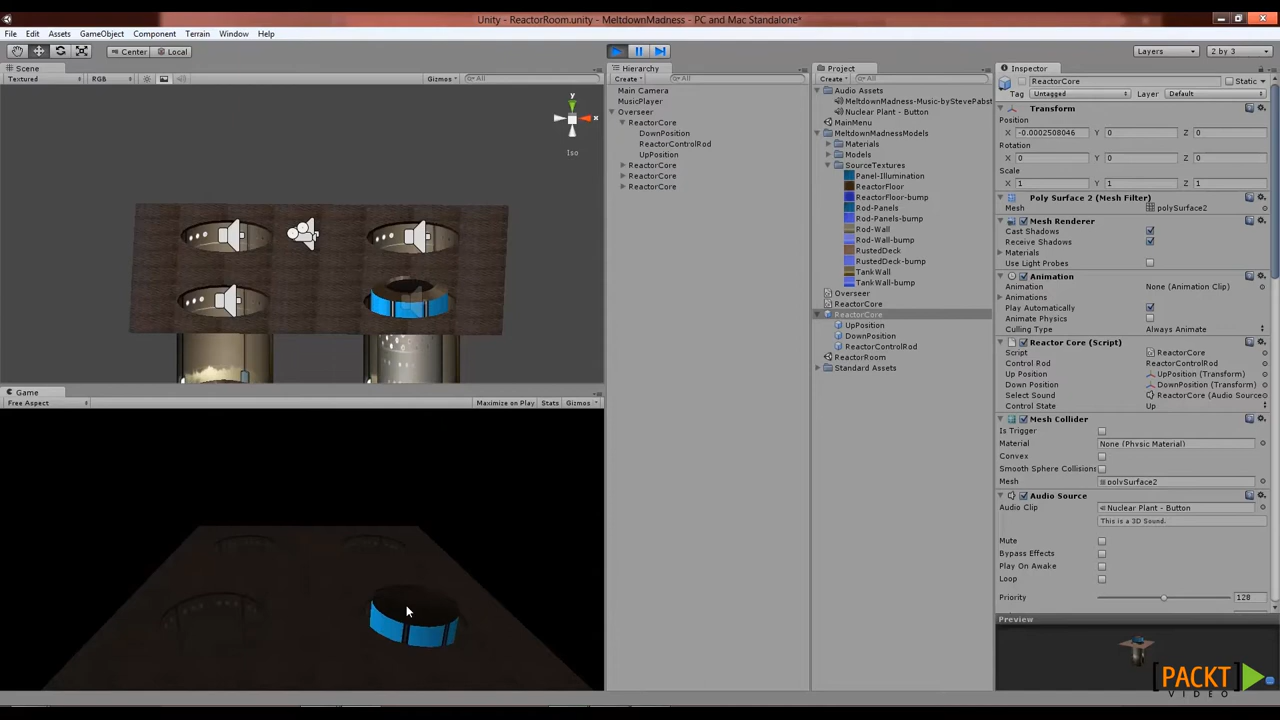 Unity - ReactorRoom.unity - MeltdownMadness - PC and Mac Standalone*
File Edit Assets GameObject Component Terrain Window Help
Center Local Layers 2 by 3
Scene
Textured RGB Gizmos All
y
x
Iso
Game
Free Aspect Maximize on Play Stats Gizmos
Hierarchy
Create All
Main Camera
MusicPlayer
Overseer
ReactorCore
DownPosition
ReactorControlRod
UpPosition
ReactorCore
ReactorCore
ReactorCore
Project
Create All
Audio Assets
MeltdownMadness-Music-byStevePabst
Nuclear Plant - Button
MainMenu
MeltdownMadnessModels
Materials
Models
SourceTextures
Panel-Illumination
ReactorFloor
ReactorFloor-bump
Rod-Panels
Rod-Panels-bump
Rod-Wall
Rod-Wall-bump
RustedDeck
RustedDeck-bump
TankWall
TankWall-bump
Overseer
ReactorCore
ReactorCore
UpPosition
DownPosition
ReactorControlRod
ReactorRoom
Standard Assets
Inspector
ReactorCore Static
Tag Untagged Layer Default
Transform
Position
X -0.0002508046 Y 0 Z 0
Rotation
X 0 Y 0 Z 0
Scale
X 1 Y 1 Z 1
Poly Surface 2 (Mesh Filter)
Mesh polySurface2
Mesh Renderer
Cast Shadows
Receive Shadows
Materials
Use Light Probes
Animation
Animation None (Animation Clip)
Animations
Play Automatically
Animate Physics
Culling Type Always Animate
Reactor Core (Script)
Script ReactorCore
Control Rod ReactorControlRod
Up Position UpPosition (Transform)
Down Position DownPosition (Transform)
Select Sound ReactorCore (Audio Source
Control State Up
Mesh Collider
Is Trigger
Material None (Physic Material)
Convex
Smooth Sphere Collisions
Mesh polySurface2
Audio Source
Audio Clip Nuclear Plant - Button
This is a 3D Sound.
Mute
Bypass Effects
Play On Awake
Loop
Priority 128
Preview
[PACKT]
VIDEO